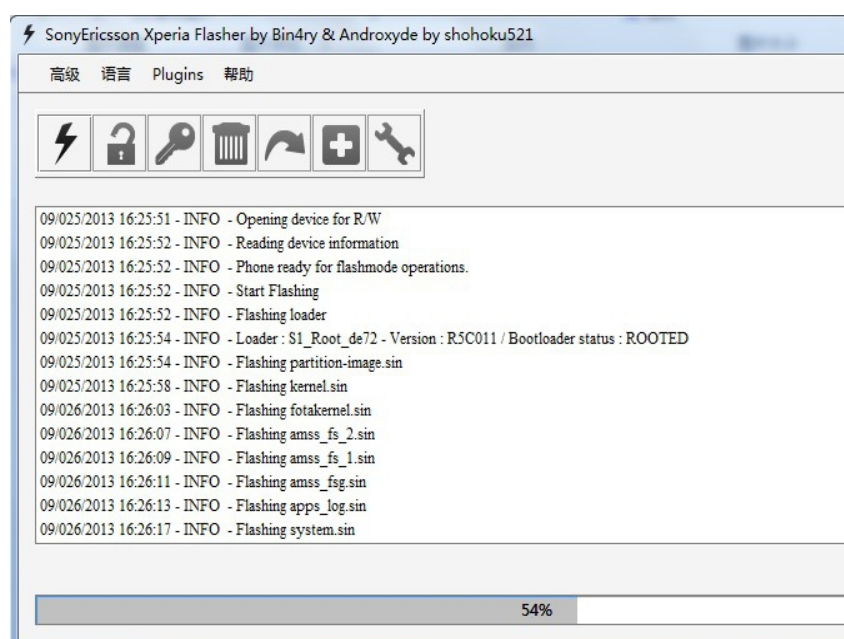 SonyEricsson Xperia Flasher by Bin4ry & Androxyde by shohoku521
高级 语言 Plugins 帮助
09/025/2013 16:25:51 - INFO - Opening device for R/W
09/025/2013 16:25:52 - INFO - Reading device information
09/025/2013 16:25:52 - INFO - Phone ready for flashmode operations.
09/025/2013 16:25:52 - INFO - Start Flashing
09/025/2013 16:25:52 - INFO - Flashing loader
09/025/2013 16:25:54 - INFO - Loader : S1_Root_de72 - Version : R5C011 / Bootloader status : ROOTED
09/025/2013 16:25:54 - INFO - Flashing partition-image.sin
09/025/2013 16:25:58 - INFO - Flashing kernel.sin
09/026/2013 16:26:03 - INFO - Flashing fotakernel.sin
09/026/2013 16:26:07 - INFO - Flashing amss_fs_2.sin
09/026/2013 16:26:09 - INFO - Flashing amss_fs_1.sin
09/026/2013 16:26:11 - INFO - Flashing amss_fsg.sin
09/026/2013 16:26:13 - INFO - Flashing apps_log.sin
09/026/2013 16:26:17 - INFO - Flashing system.sin
54%